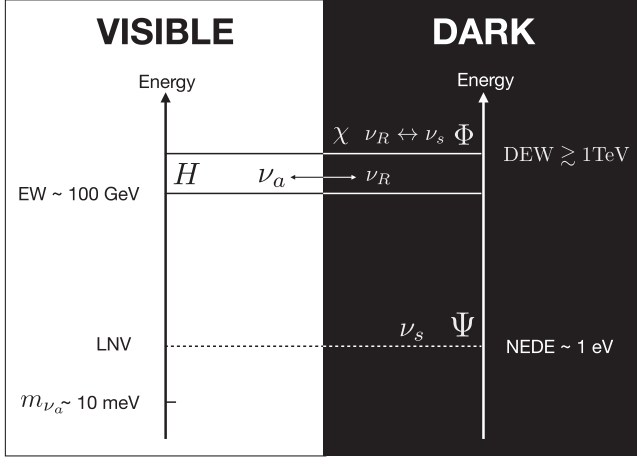 VISIBLE DARK
Energy Energy
χ ν_R ↔ ν_s Φ
DEW ≳ 1TeV
H ν_a ⟷ ν_R
EW ~ 100 GeV
ν_s Ψ
LNV NEDE ~ 1 eV
m_{ν_a}~ 10 meV